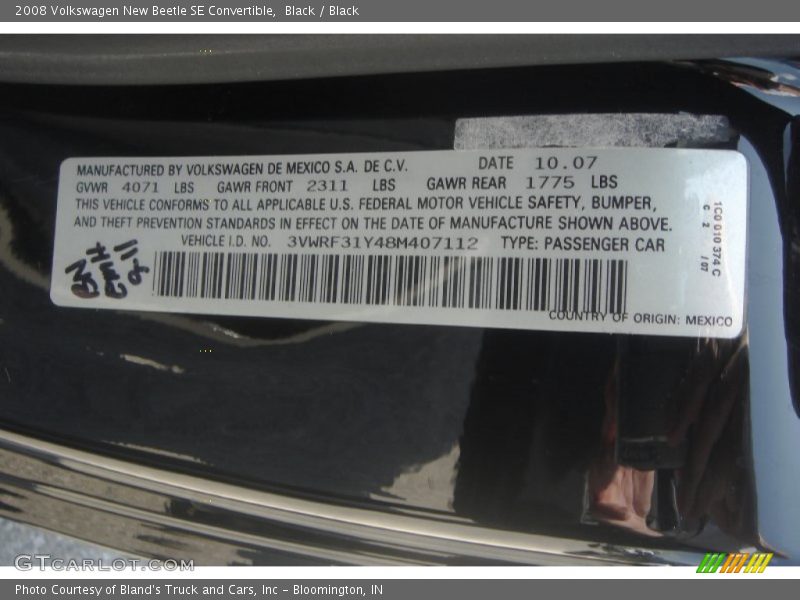 2008 Volkswagen New Beetle SE Convertible,  Black / Black
MANUFACTURED BY VOLKSWAGEN DE MEXICO S.A. DE C.V. DATE 10.07
GVWR 4071 LBS GAWR FRONT 2311 LBS GAWR REAR 1775 LBS
THIS VEHICLE CONFORMS TO ALL APPLICABLE U.S. FEDERAL MOTOR VEHICLE SAFETY, BUMPER,
AND THEFT PREVENTION STANDARDS IN EFFECT ON THE DATE OF MANUFACTURE SHOWN ABOVE.
VEHICLE I.D. NO. 3VWRF31Y48M407112 TYPE: PASSENGER CAR
COUNTRY OF ORIGIN: MEXICO
1C0 010 374 C
GTCARLOT.COM
Photo Courtesy of Bland's Truck and Cars, Inc - Bloomington, IN